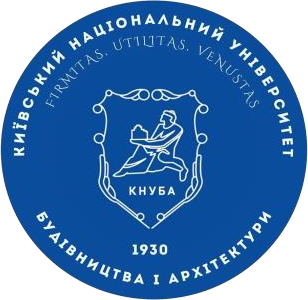 КИЇВСЬКИЙ НАЦІОНАЛЬНИЙ УНІВЕРСИТЕТ
FIRMITAS, UTILITAS, VENUSTAS
КНУБА
1930
БУДІВНИЦТВА І АРХІТЕКТУРИ